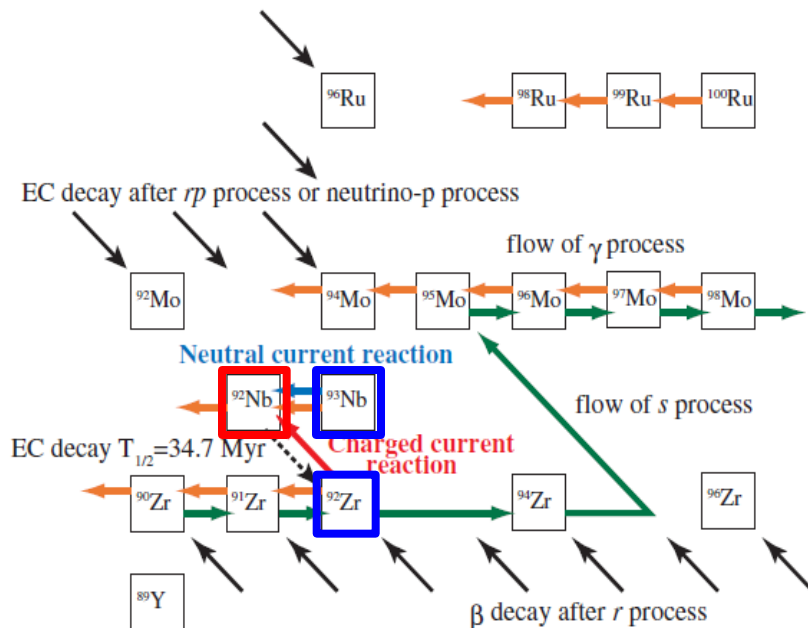 ⁹⁶Ru ⁹⁸Ru ⁹⁹Ru ¹⁰⁰Ru
EC decay after rp process or neutrino-p process
flow of γ process
⁹²Mo ⁹⁴Mo ⁹⁵Mo ⁹⁶Mo ⁹⁷Mo ⁹⁸Mo
Neutral current reaction
⁹²Nb ⁹³Nb
flow of s process
EC decay T₁/₂=34.7 Myr
Charged current
reaction
⁹⁰Zr ⁹¹Zr ⁹²Zr ⁹⁴Zr ⁹⁶Zr
⁸⁹Y
β decay after r process